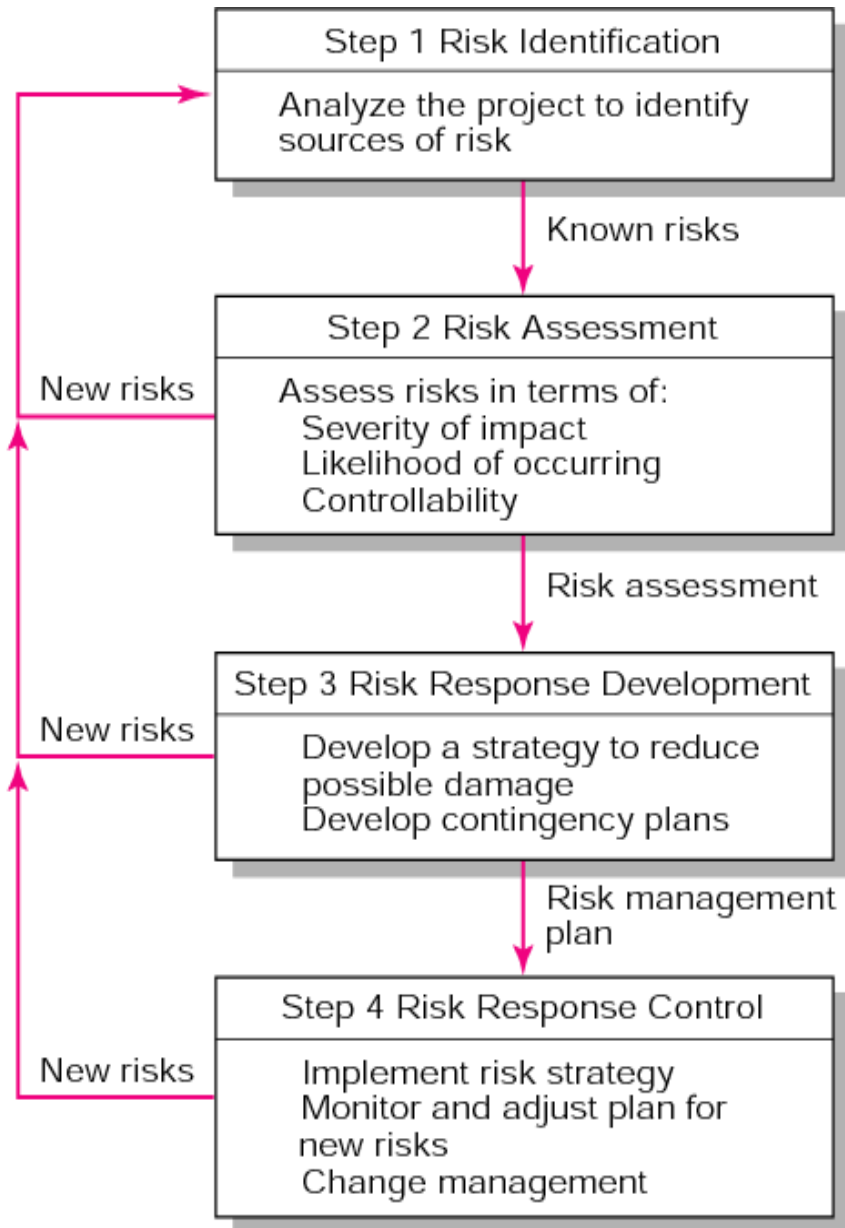 Step 1 Risk Identification
Analyze the project to identify
sources of risk
Known risks
Step 2 Risk Assessment
New risks
Assess risks in terms of:
Severity of impact
Likelihood of occurring
Controllability
Risk assessment
Step 3 Risk Response Development
New risks
Develop a strategy to reduce
possible damage
Develop contingency plans
Risk management
plan
Step 4 Risk Response Control
New risks
Implement risk strategy
Monitor and adjust plan for
new risks
Change management